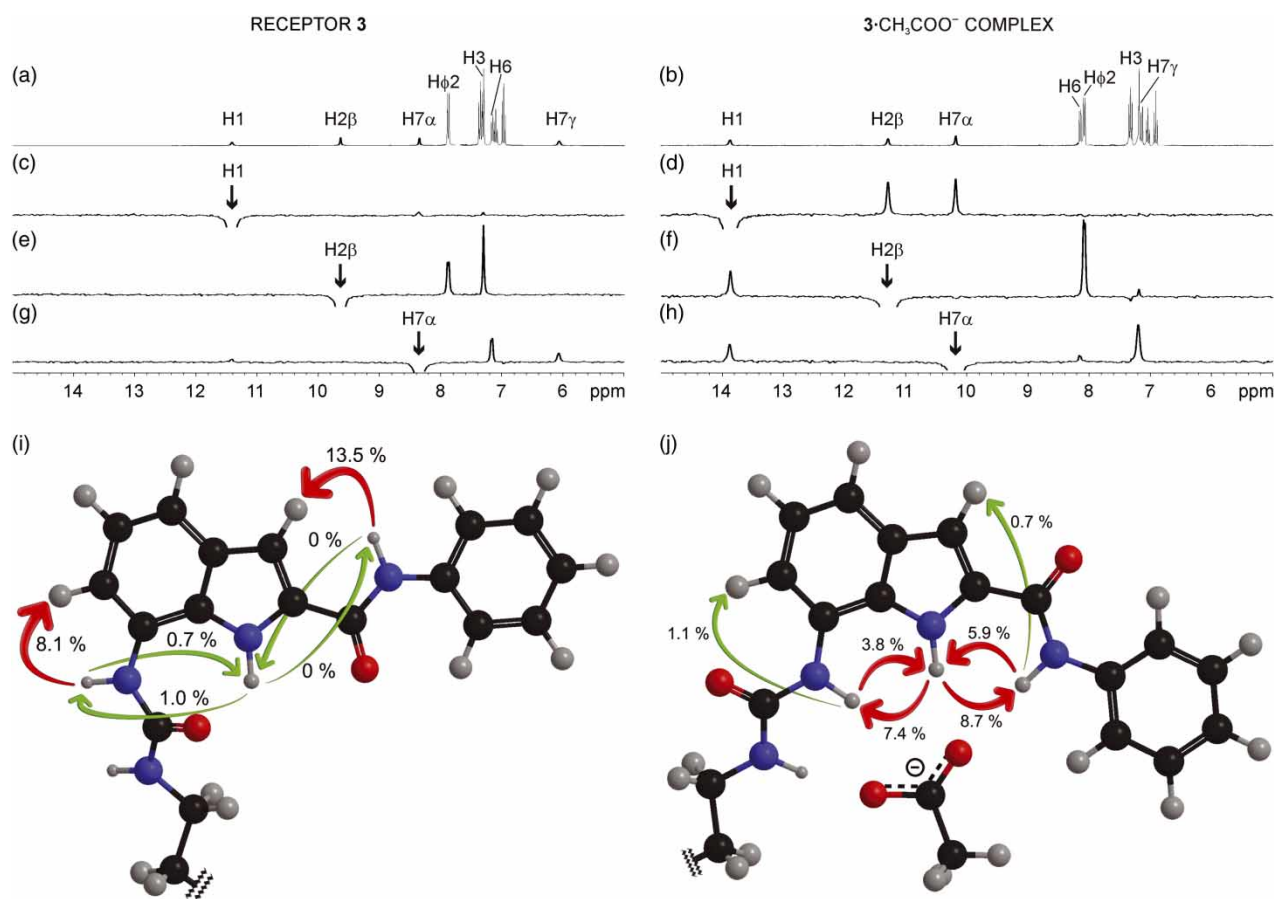 RECEPTOR 3
3·CH₃COO⁻ COMPLEX
(a)
H1
H2β
H7α
Hϕ2
H3
H6
H7γ
(b)
H1
H2β
H7α
H6
Hϕ2
H3
H7γ
(c)
H1
(d)
H1
(e)
H2β
(f)
H2β
(g)
H7α
(h)
H7α
14 13 12 11 10 9 8 7 6 ppm
14 13 12 11 10 9 8 7 6 ppm
(i)
13.5 %
0 %
8.1 %
0.7 %
0 %
1.0 %
(j)
0.7 %
1.1 %
3.8 %
5.9 %
7.4 %
8.7 %
⊖